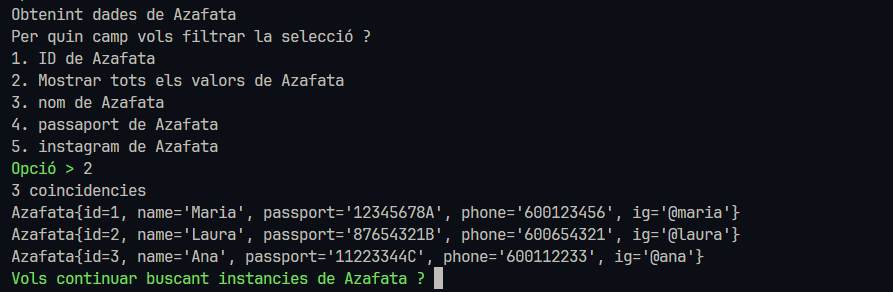 Obtenint dades de Azafata
Per quin camp vols filtrar la selecció ?
1. ID de Azafata
2. Mostrar tots els valors de Azafata
3. nom de Azafata
4. passaport de Azafata
5. instagram de Azafata
Opció > 2
3 coincidencies
Azafata{id=1, name='Maria', passport='12345678A', phone='600123456', ig='@maria'}
Azafata{id=2, name='Laura', passport='87654321B', phone='600654321', ig='@laura'}
Azafata{id=3, name='Ana', passport='11223344C', phone='600112233', ig='@ana'}
Vols continuar buscant instancies de Azafata ?